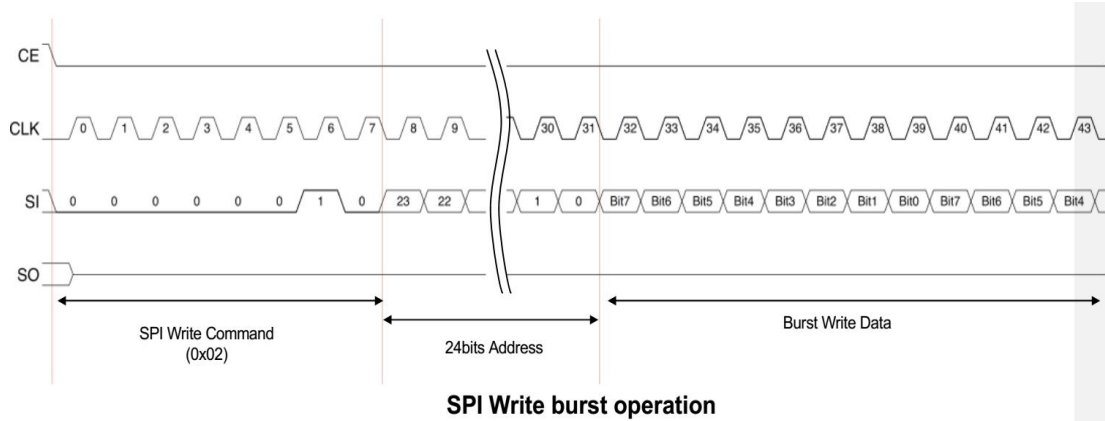 CE
CLK 0 1 2 3 4 5 6 7 8 9 30 31 32 33 34 35 36 37 38 39 40 41 42 43
SI 0 0 0 0 0 0 1 0 23 22 1 0 Bit7 Bit6 Bit5 Bit4 Bit3 Bit2 Bit1 Bit0 Bit7 Bit6 Bit5 Bit4
SO
SPI Write Command
(0x02)
24bits Address
Burst Write Data
SPI Write burst operation